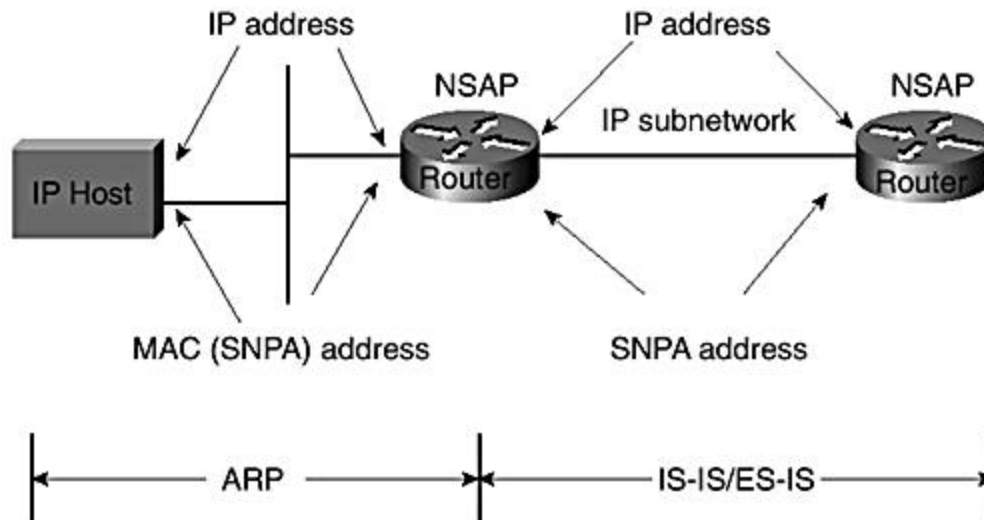 IP address
IP address
NSAP
NSAP
IP subnetwork
IP Host
Router
Router
MAC (SNPA) address
SNPA address
ARP
IS-IS/ES-IS